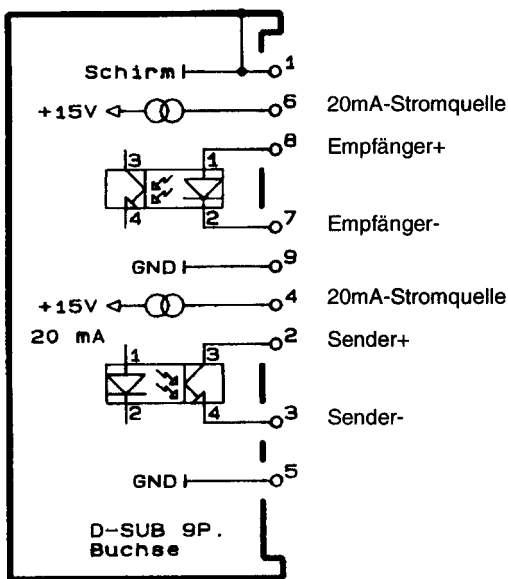 Schirm 1
+15V 6 20mA-Stromquelle
8 Empfänger+
3 1
4 2
7 Empfänger-
GND 9
+15V 4 20mA-Stromquelle
20 mA 2 Sender+
1 3
2 4
3 Sender-
GND 5
D-SUB 9P.
Buchse